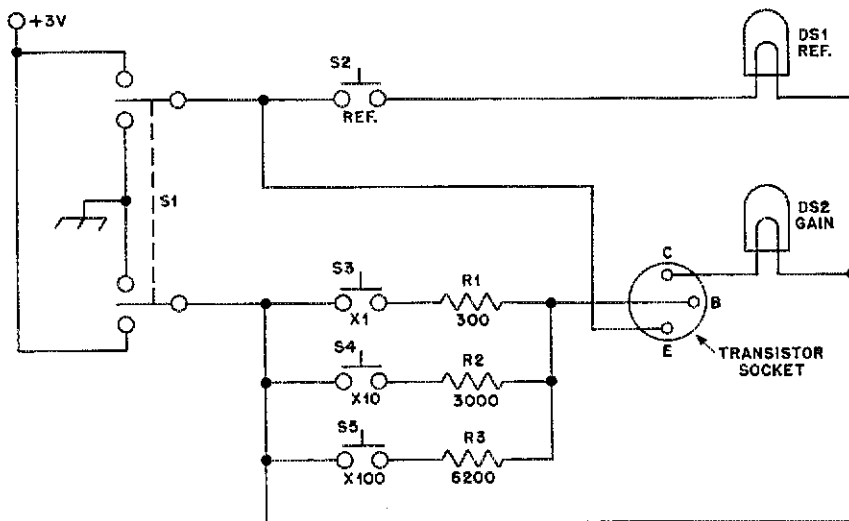 +3V
S2
REF.
DS1
REF.
S1
DS2
GAIN
C
B
E
TRANSISTOR
SOCKET
S3
X1
R1
300
S4
X10
R2
3000
S5
X100
R3
6200